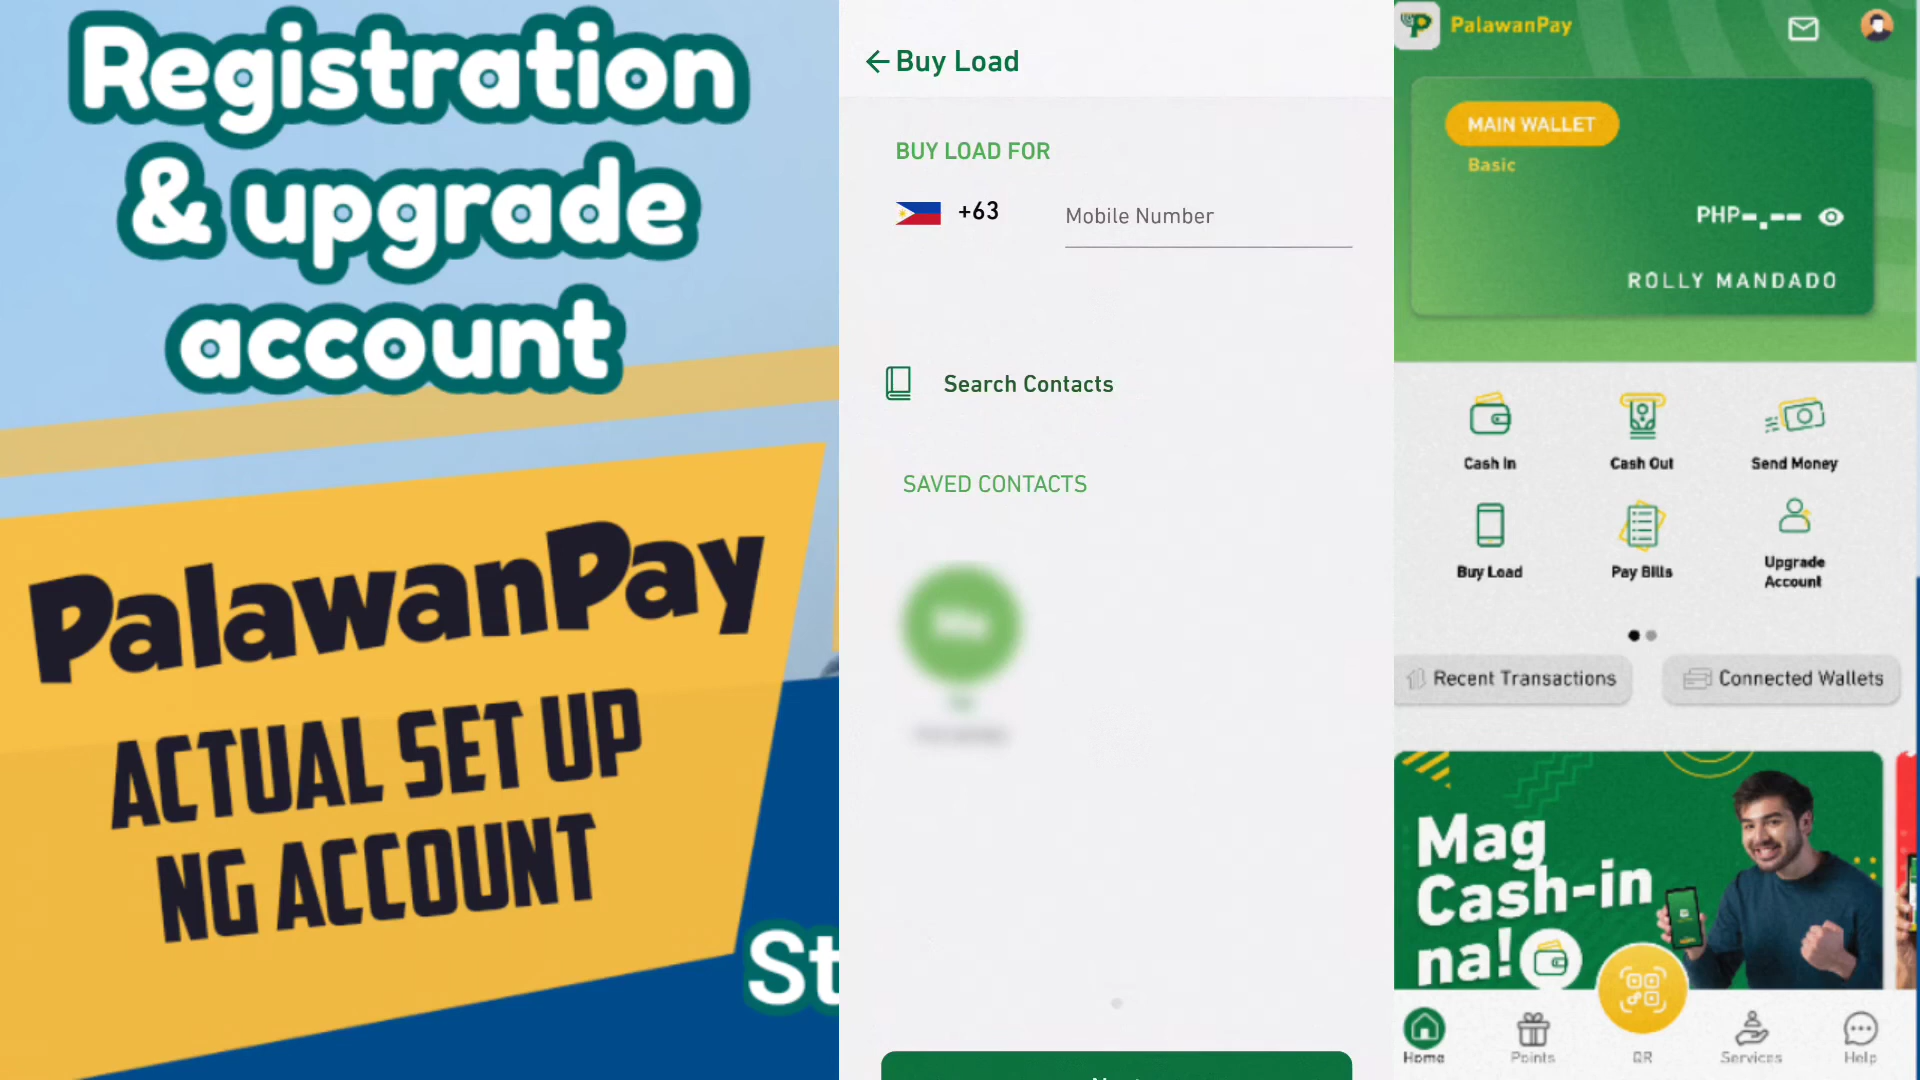 Registration
& upgrade
account
PalawanPay
ACTUAL SET UP
NG ACCOUNT
St
Buy Load
BUY LOAD FOR
+63
Mobile Number
Search Contacts
SAVED CONTACTS
PalawanPay
MAIN WALLET
Basic
PHP-.--
ROLLY MANDADO
Cash In
Cash Out
Send Money
Buy Load
Pay Bills
Upgrade
Account
Recent Transactions
Connected Wallets
Mag
Cash-in
na!
Home
Points
QR
Services
Help